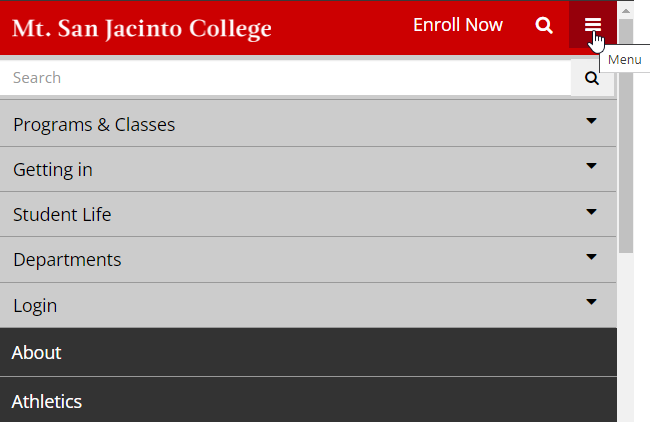 Mt. San Jacinto College
Enroll Now
Menu
Search
Programs & Classes
Getting in
Student Life
Departments
Login
About
Athletics